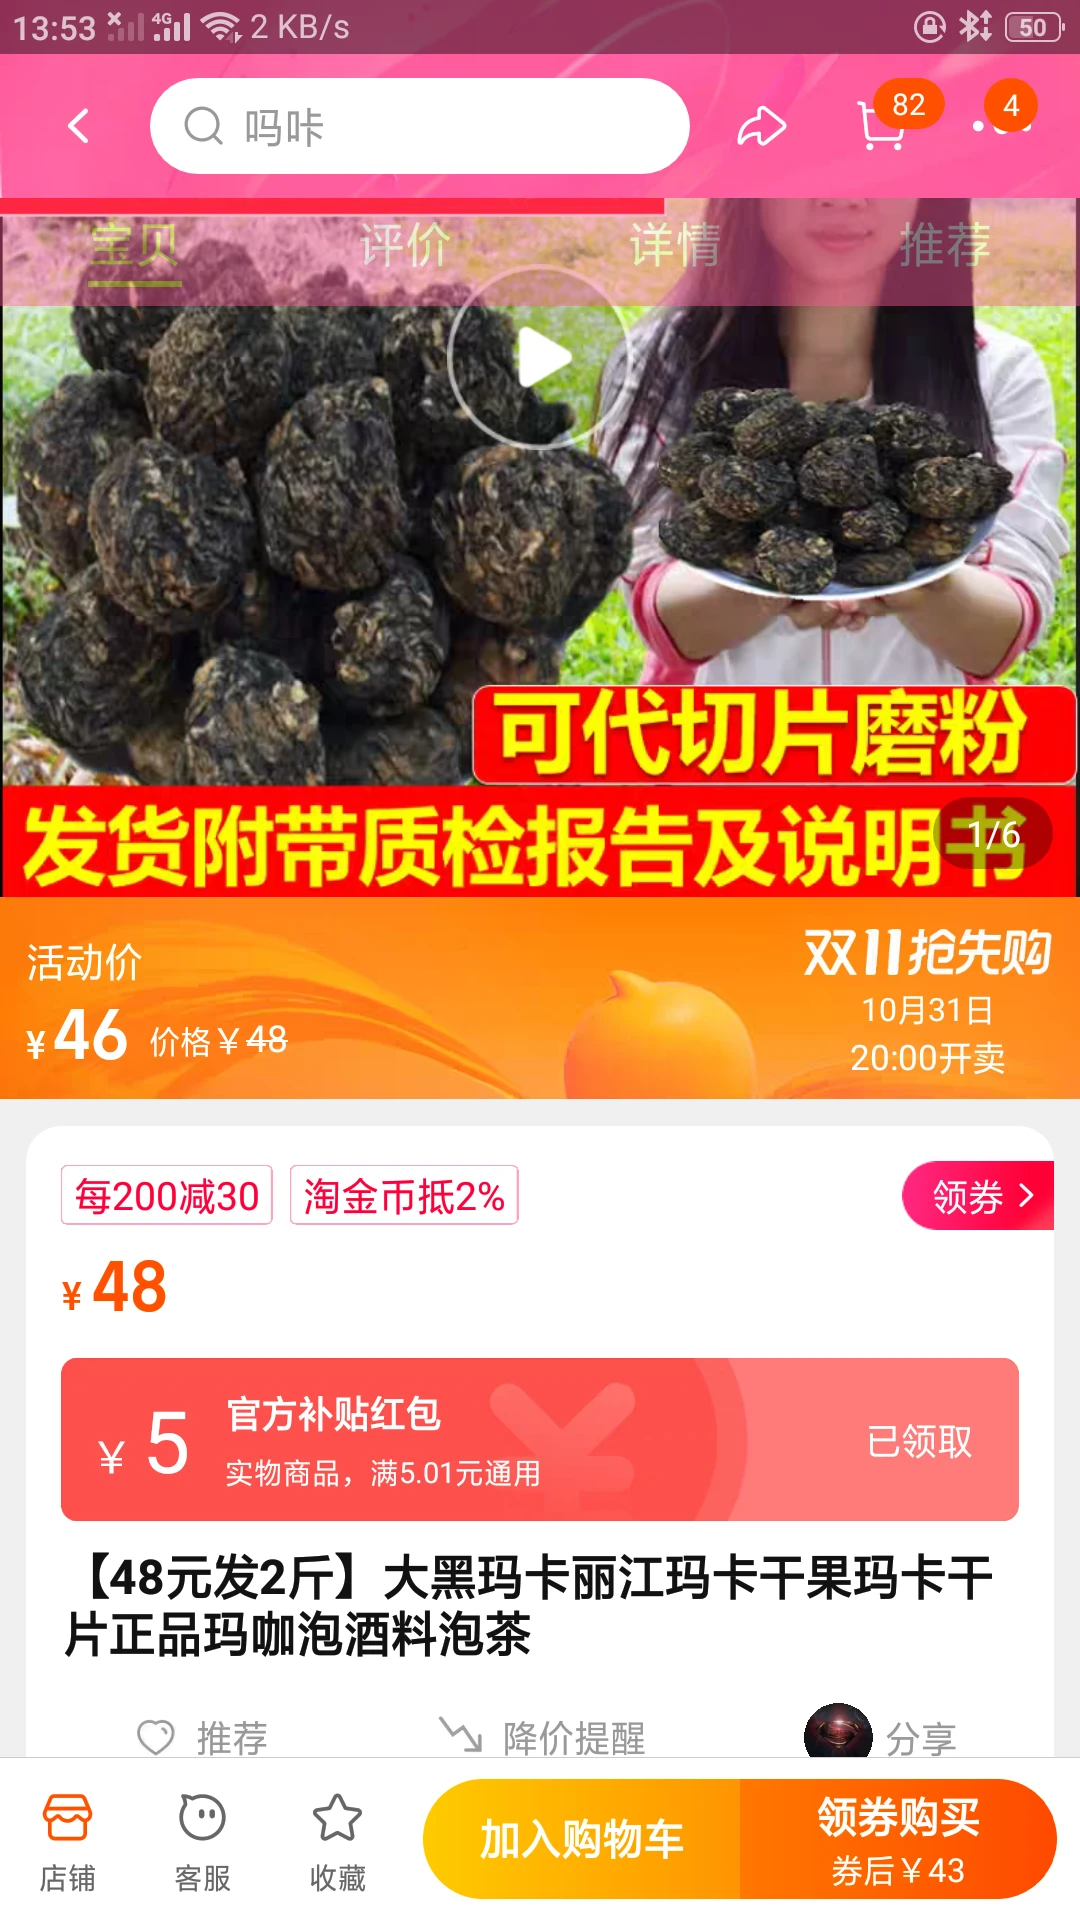 13:53
4G
2 KB/s
50
吗咔
82
4
宝贝
评价
详情
推荐
可代切片磨粉
发货附带质检报告及说明书
1/6
活动价
双11抢先购
¥46 价格¥48
10月31日
20:00开卖
每200减30
淘金币抵2%
领券
¥48
¥5
官方补贴红包
实物商品，满5.01元通用
已领取
【48元发2斤】大黑玛卡丽江玛卡干果玛卡干
片正品玛咖泡酒料泡茶
推荐
降价提醒
分享
店铺
客服
收藏
加入购物车
领券购买
券后¥43